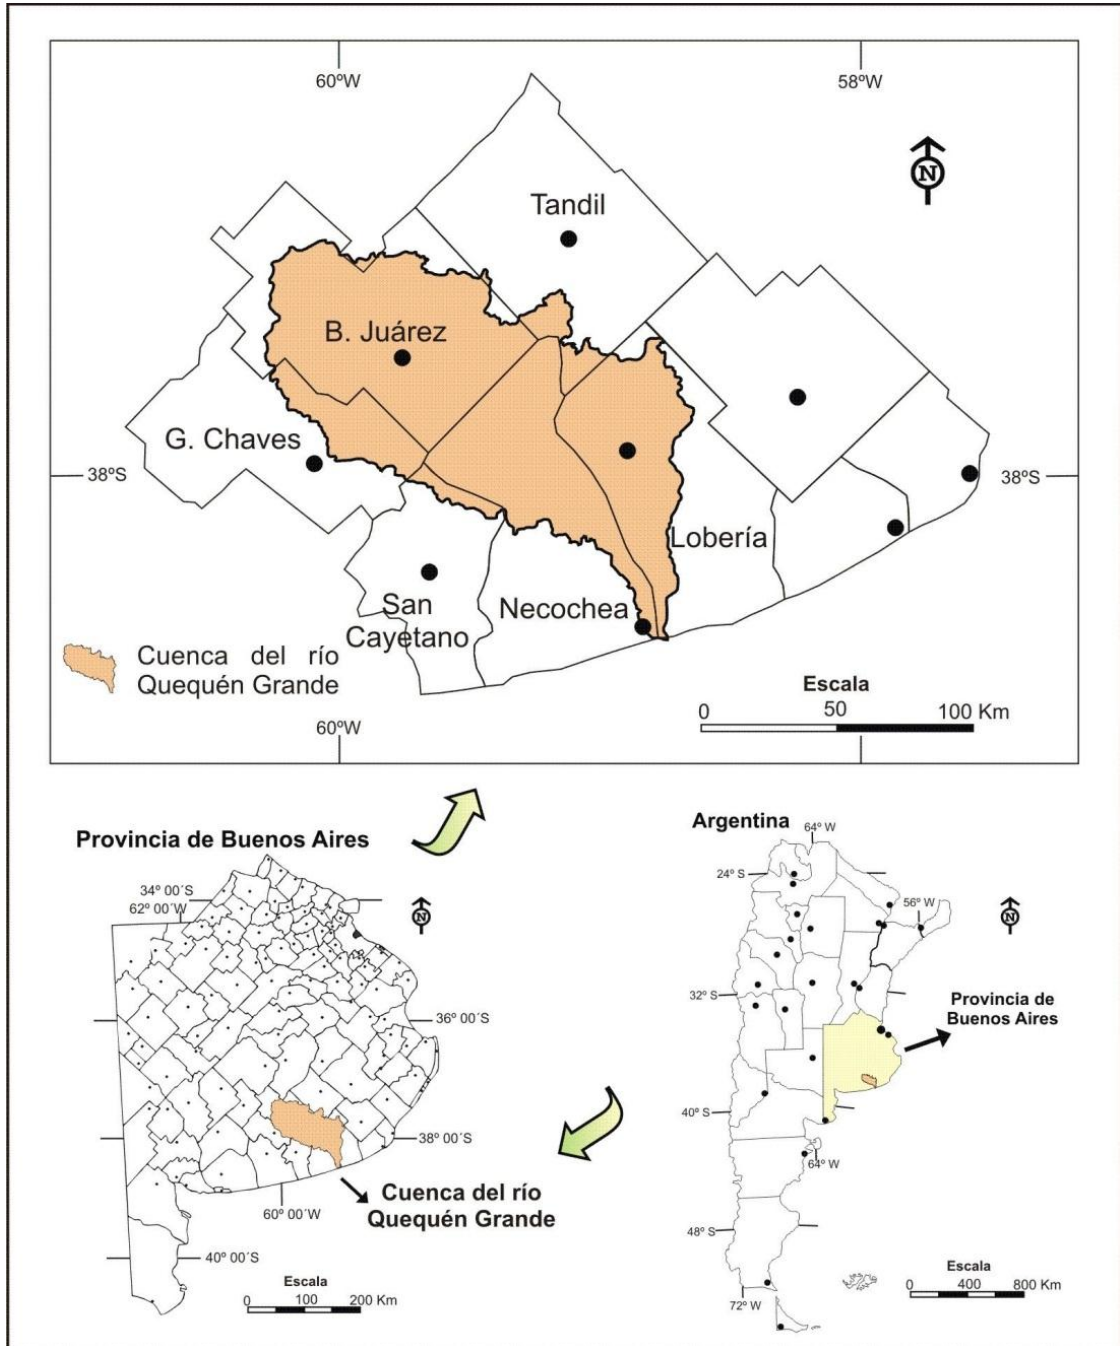 60ºW
58ºW
Tandil
B. Juárez
G. Chaves
38ºS
38ºS
Lobería
San
Cayetano
Necochea
Cuenca del río
Quequén Grande
Escala
0 50 100 Km
60ºW
N
Provincia de Buenos Aires
34º 00´S
62º 00´W
N
36º 00´S
38º 00´S
Cuenca del río
Quequén Grande
60º 00´W
40º 00´S
Escala
0 100 200 Km
Argentina
64º W
24º S
56º W
N
32º S
Provincia de
Buenos Aires
40º S
64º W
48º S
72º W
Escala
0 400 800 Km